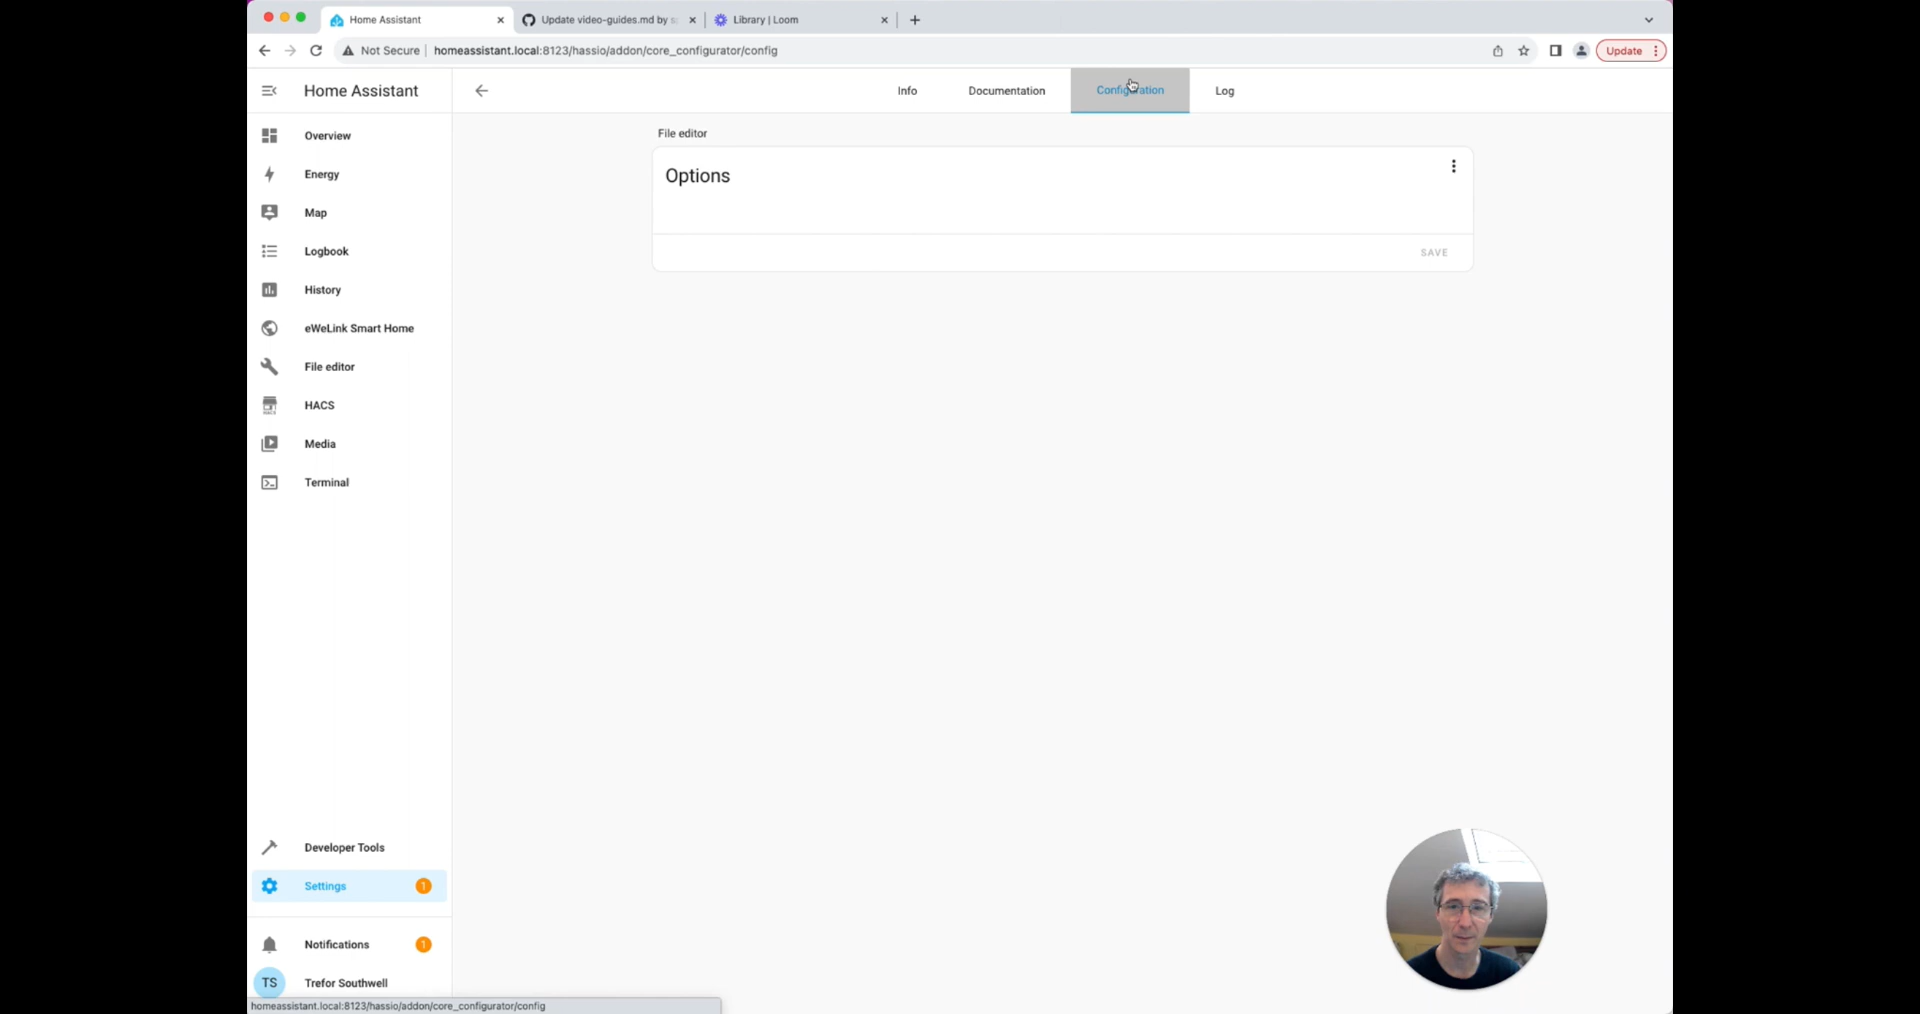 Home Assistant
Update video-guides.md by s
Library | Loom
Not Secure
homeassistant.local:8123/hassio/addon/core_configurator/config
Update
Home Assistant
Info
Documentation
Configuration
Log
Overview
Energy
Map
Logbook
History
eWeLink Smart Home
File editor
HACS
Media
Terminal
File editor
Options
SAVE
Developer Tools
Settings
1
Notifications
1
TS
Trefor Southwell
homeassistant.local:8123/hassio/addon/core_configurator/config